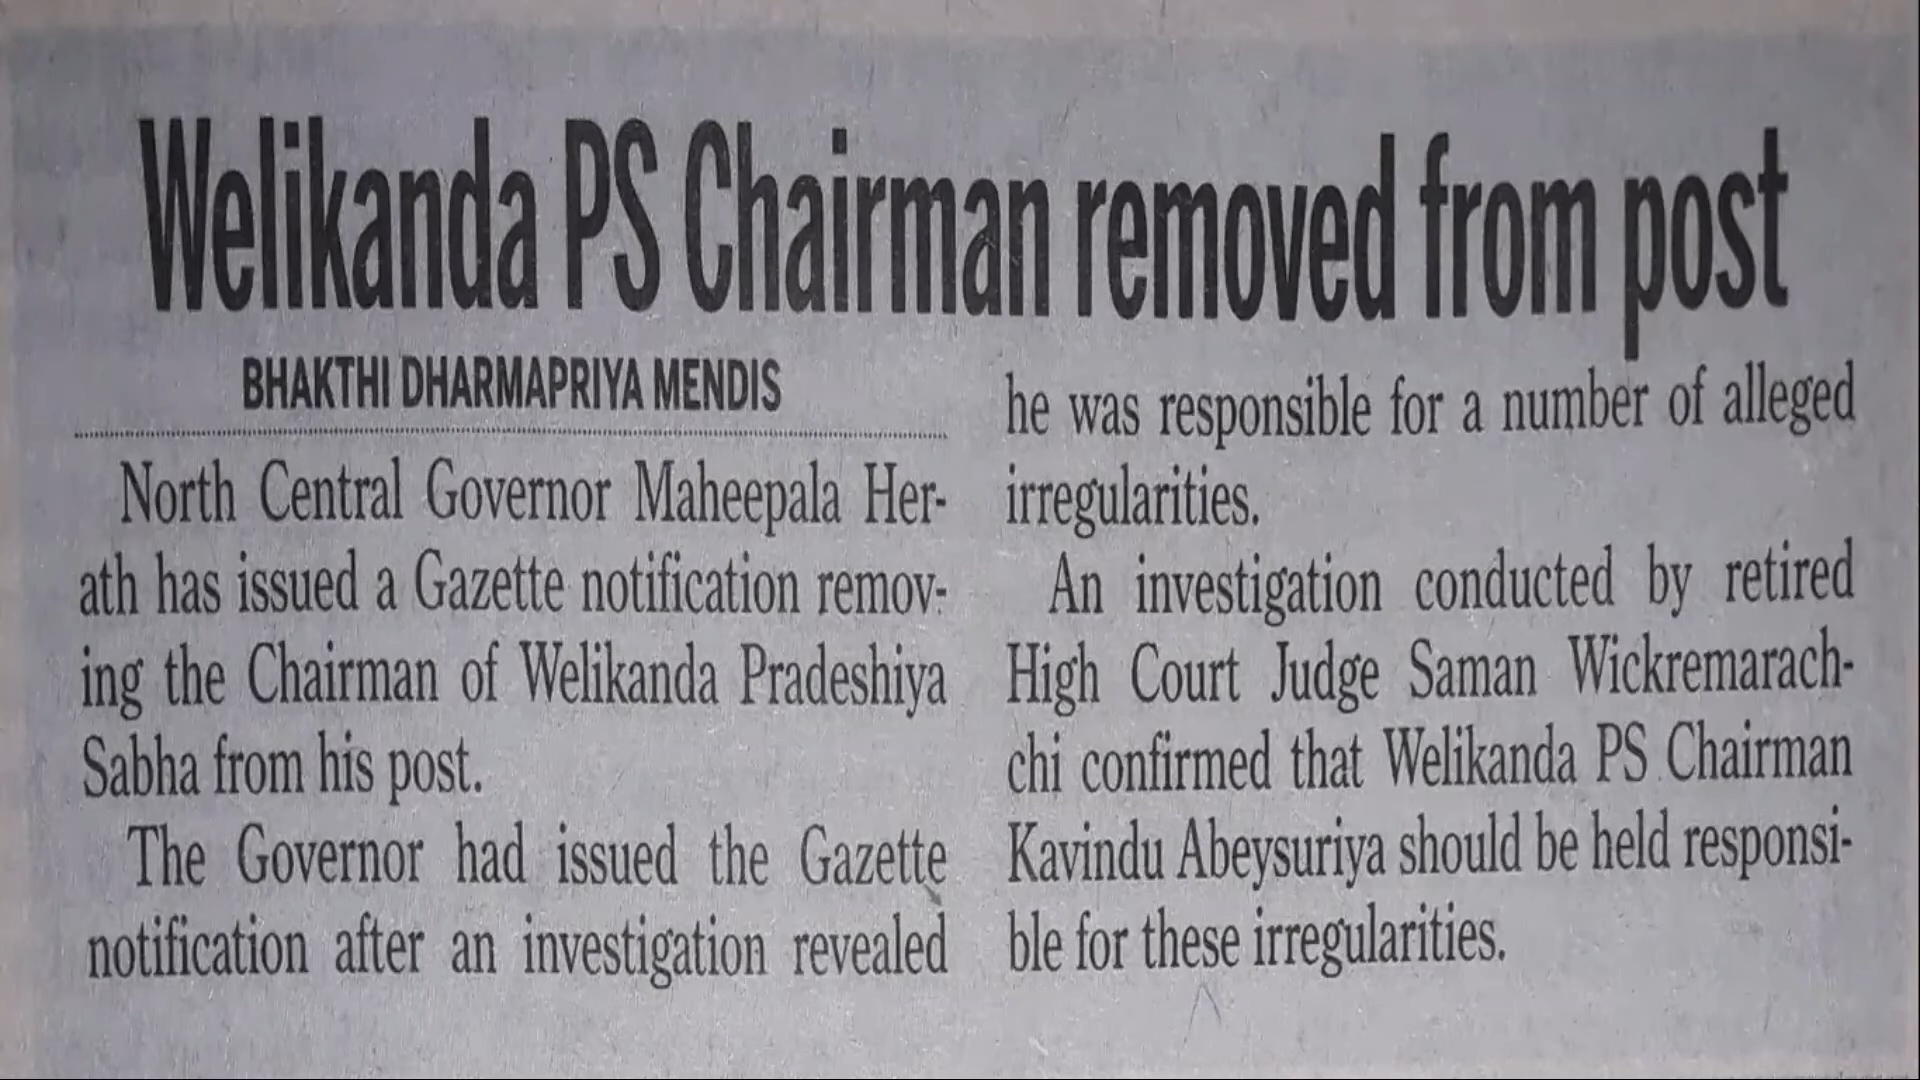 Welikanda PS Chairman removed from post
BHAKTHI DHARMAPRIYA MENDIS
North Central Governor Maheepala Her-
ath has issued a Gazette notification remov-
ing the Chairman of Welikanda Pradeshiya
Sabha from his post.
The Governor had issued the Gazette
notification after an investigation revealed
he was responsible for a number of alleged
irregularities.
An investigation conducted by retired
High Court Judge Saman Wickremarach-
chi confirmed that Welikanda PS Chairman
Kavindu Abeysuriya should be held responsi-
ble for these irregularities.